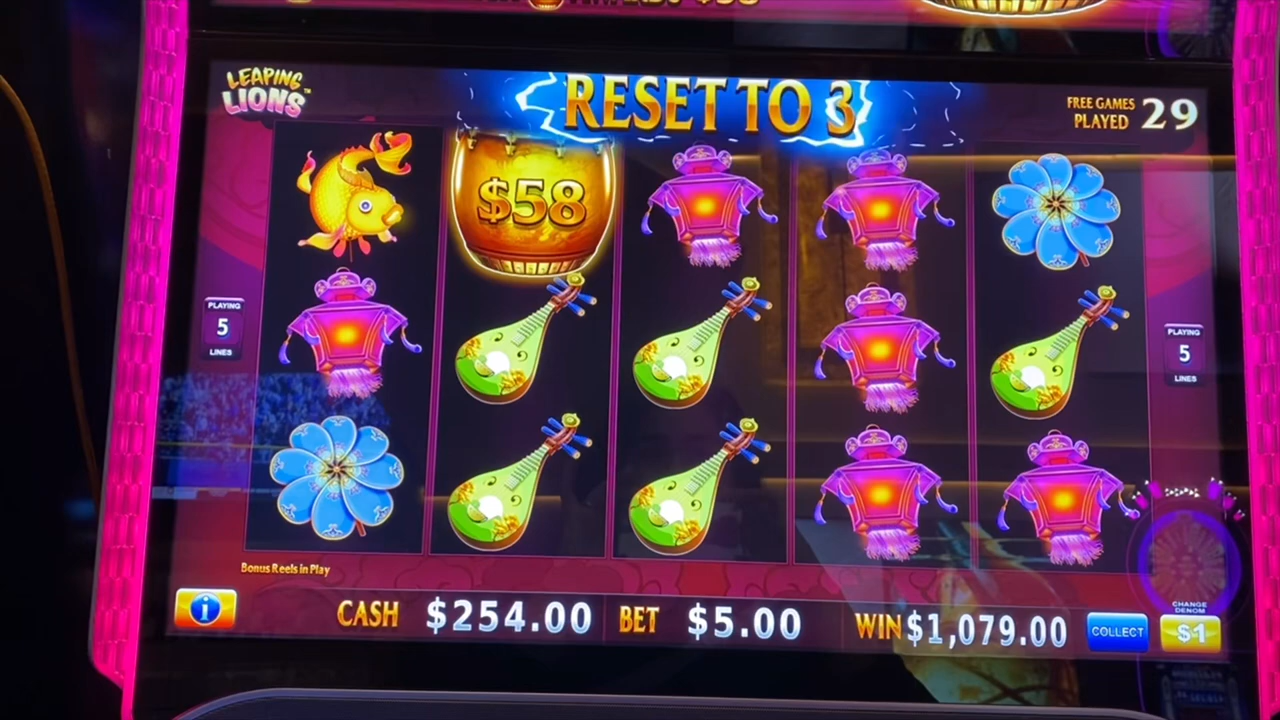 LEAPING
LIONS™
RESET TO 3
FREE GAMES
PLAYED
29
$58
PLAYING
5
LINES
PLAYING
5
LINES
Bonus Reels in Play
CASH $254.00 BET $5.00 WIN $1,079.00
COLLECT
CHANGE
DENOM
$1